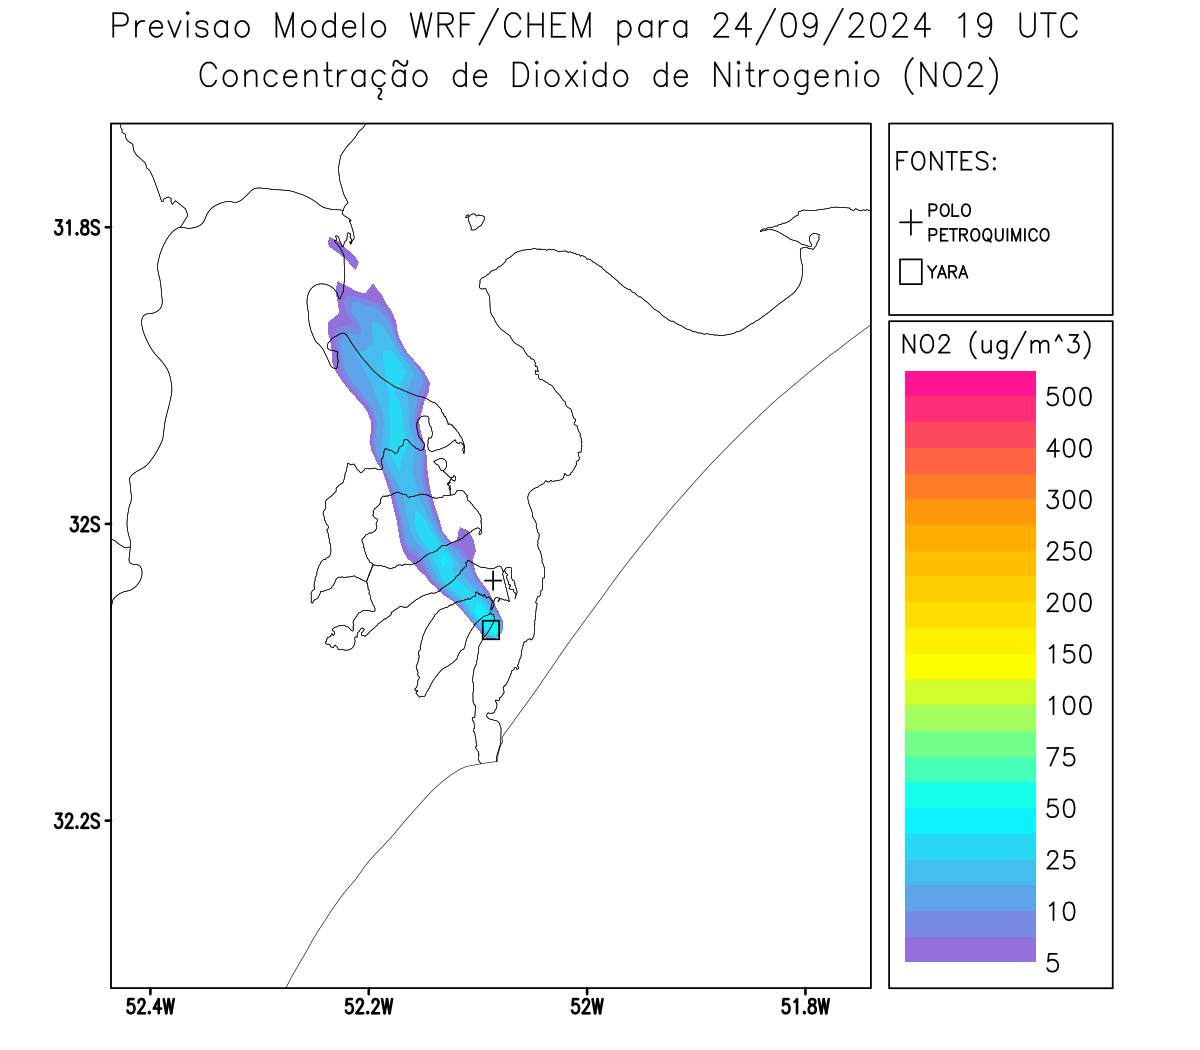 Previsao Modelo WRF/CHEM para 24/09/2024 19 UTC
Concentração de Dioxido de Nitrogenio (NO2)
FONTES:
POLO
PETROQUIMICO
YARA
NO2 (ug/m^3)
500
400
300
250
200
150
100
75
50
25
10
5
31.8S
32S
32.2S
52.4W
52.2W
52W
51.8W